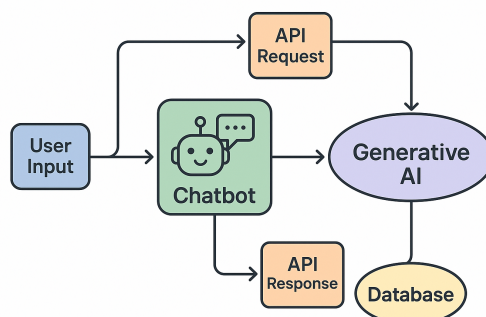 API
Request
User
Input
Chatbot
Generative
AI
API
Response
Database